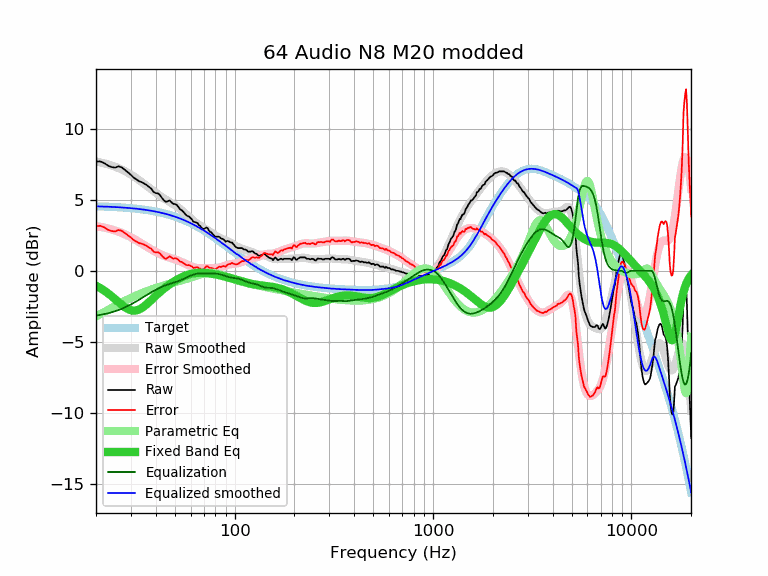 64 Audio N8 M20 modded
Amplitude (dBr)
10
5
0
−5
−10
−15
Target
Raw Smoothed
Error Smoothed
Raw
Error
Parametric Eq
Fixed Band Eq
Equalization
Equalized smoothed
100
1000
10000
Frequency (Hz)